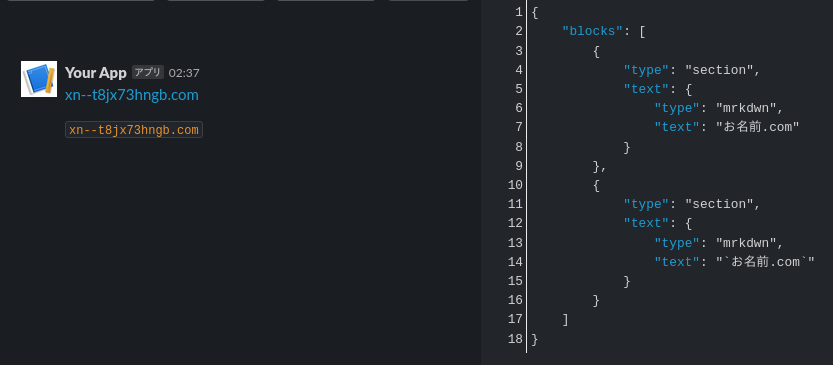 Your App アプリ 02:37
xn--t8jx73hngb.com
xn--t8jx73hngb.com
1 {
2 "blocks": [
3 {
4 "type": "section",
5 "text": {
6 "type": "mrkdwn",
7 "text": "お名前.com"
8 }
9 },
10 {
11 "type": "section",
12 "text": {
13 "type": "mrkdwn",
14 "text": "`お名前.com`"
15 }
16 }
17 ]
18 }